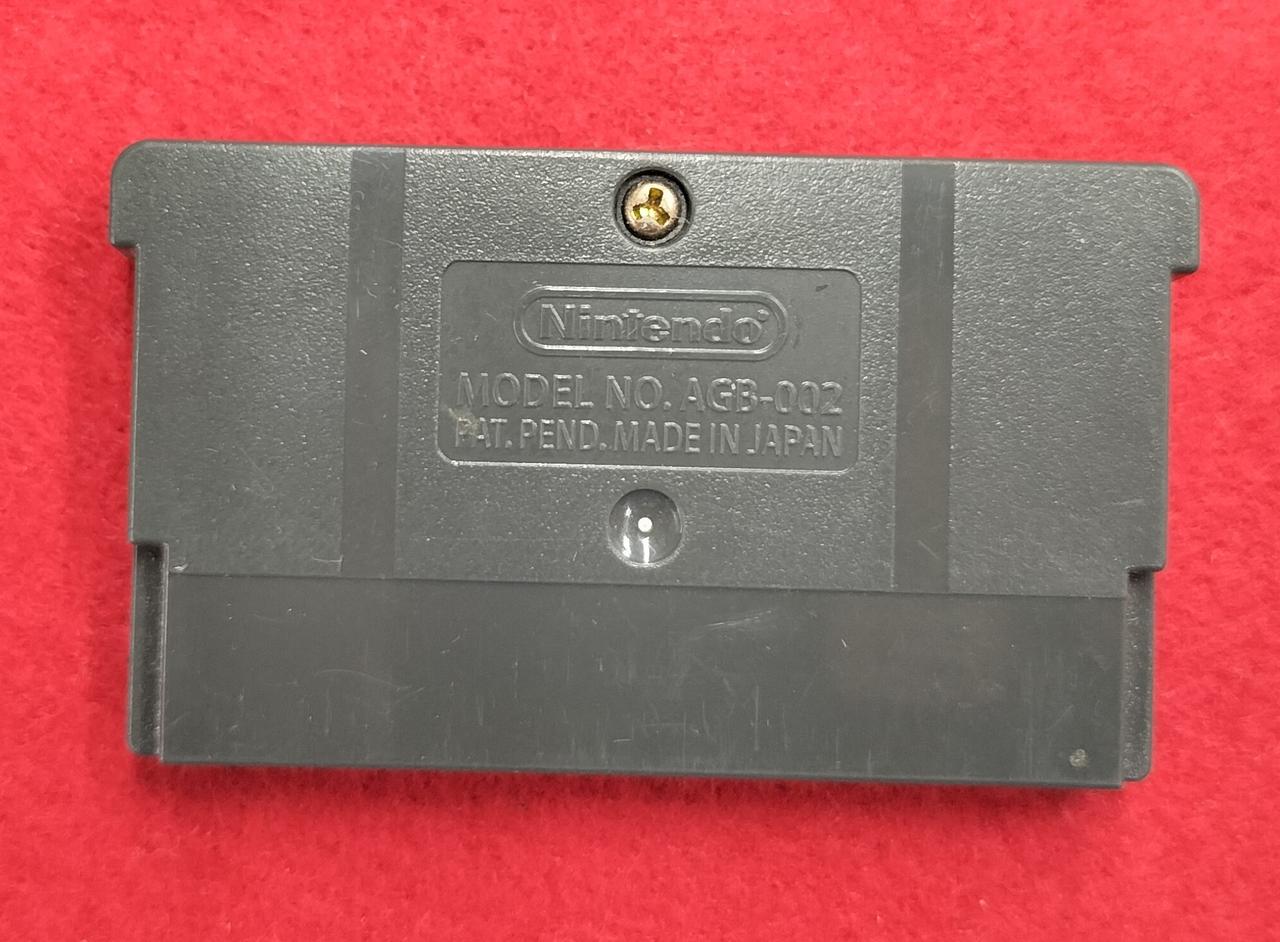 Nintendo
MODEL NO. AGB-002
PAT. PEND. MADE IN JAPAN